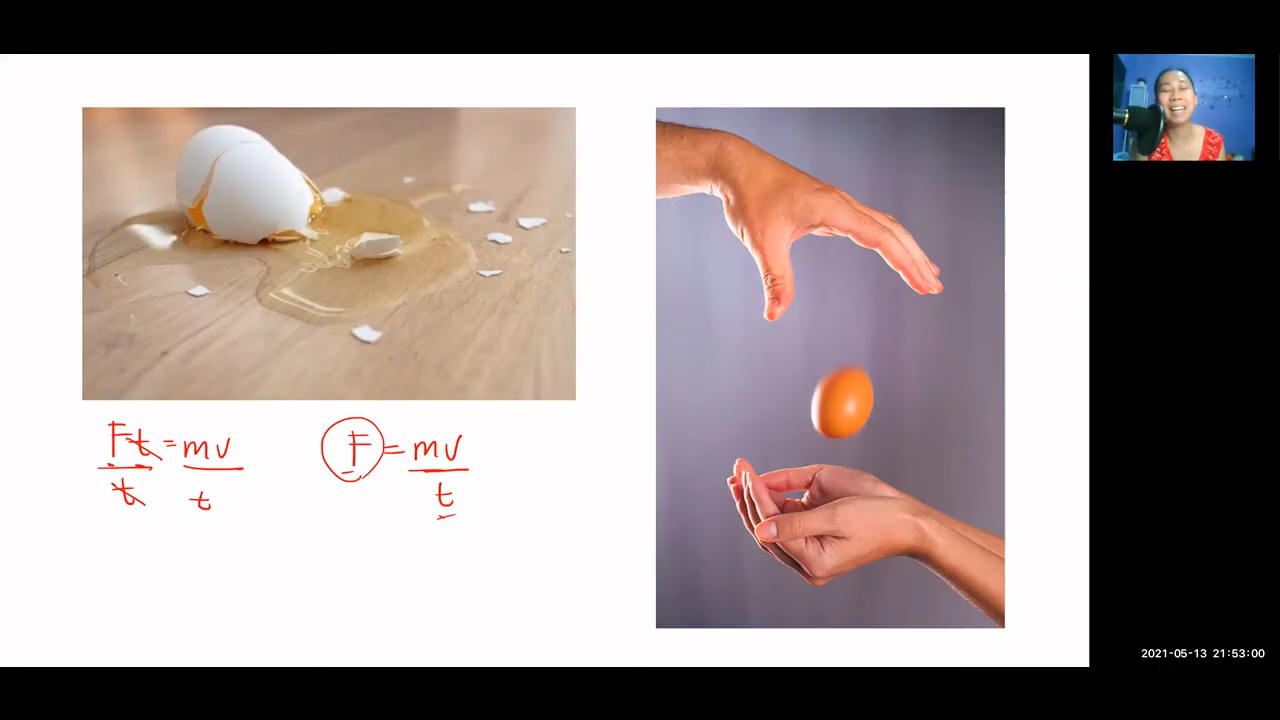 Ft = mv F = mv
t t t
2021-05-13 21:53:00